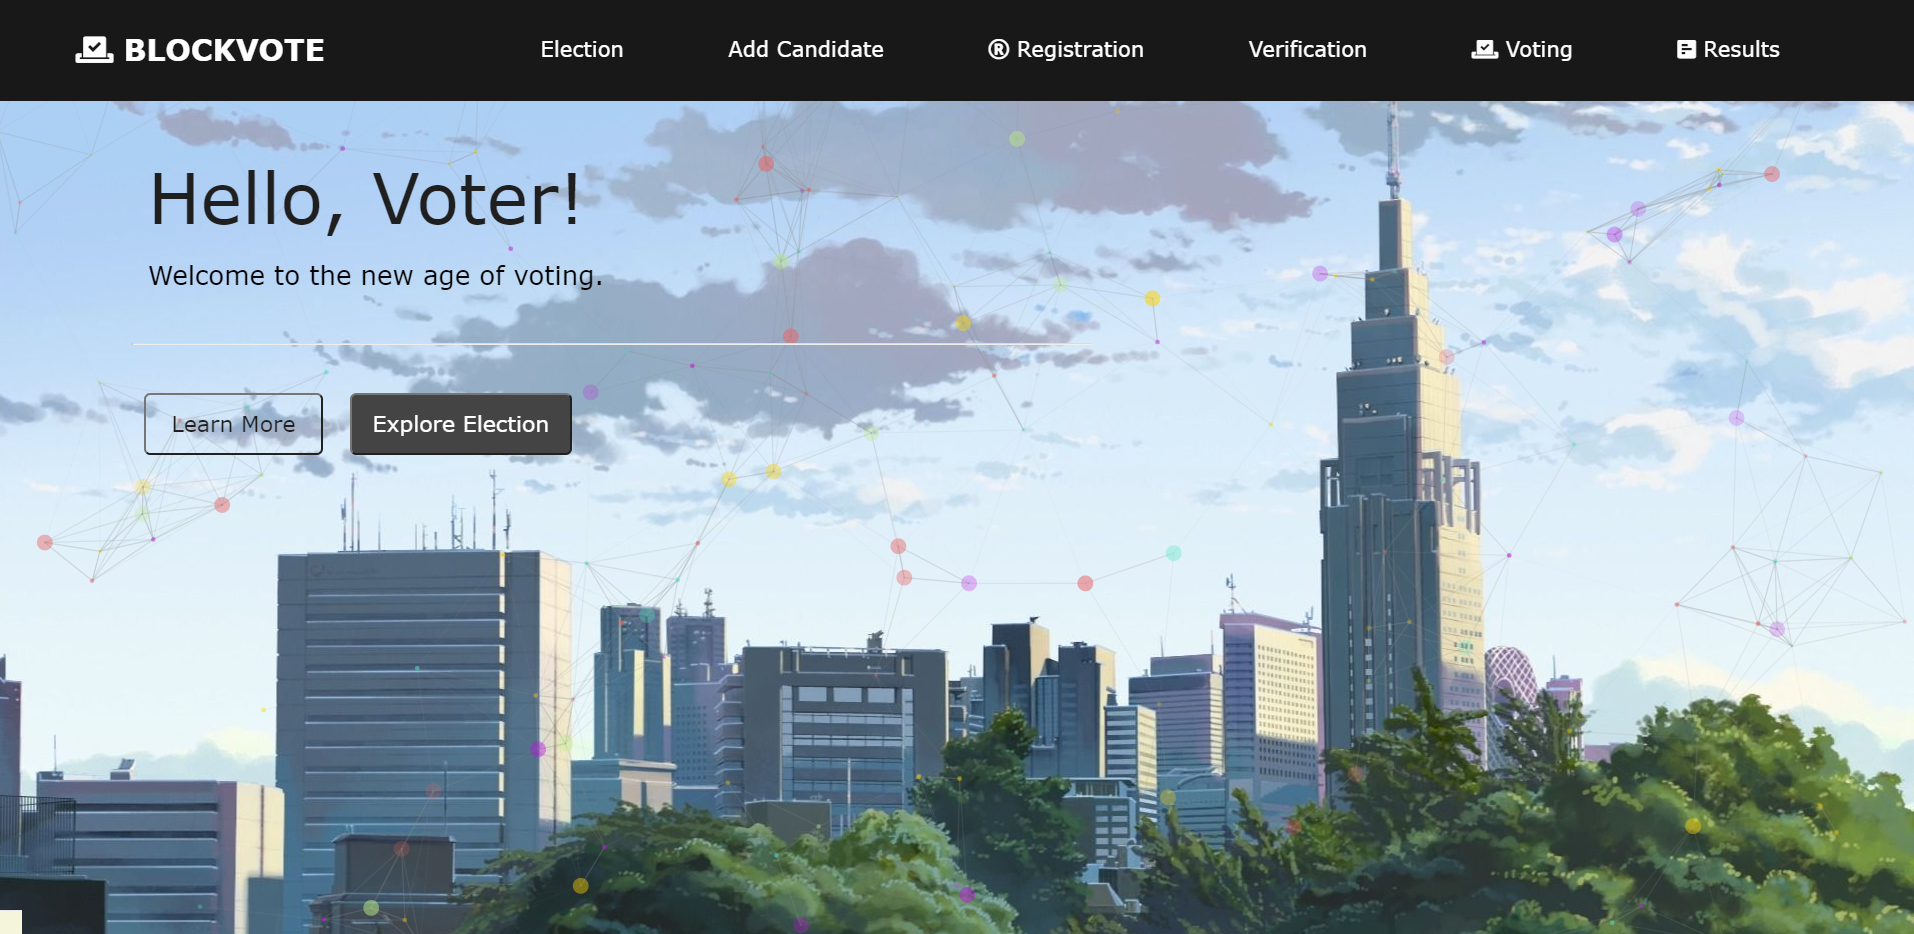 BLOCKVOTE
Election
Add Candidate
® Registration
Verification
Voting
Results
Hello, Voter!
Welcome to the new age of voting.
Learn More
Explore Election